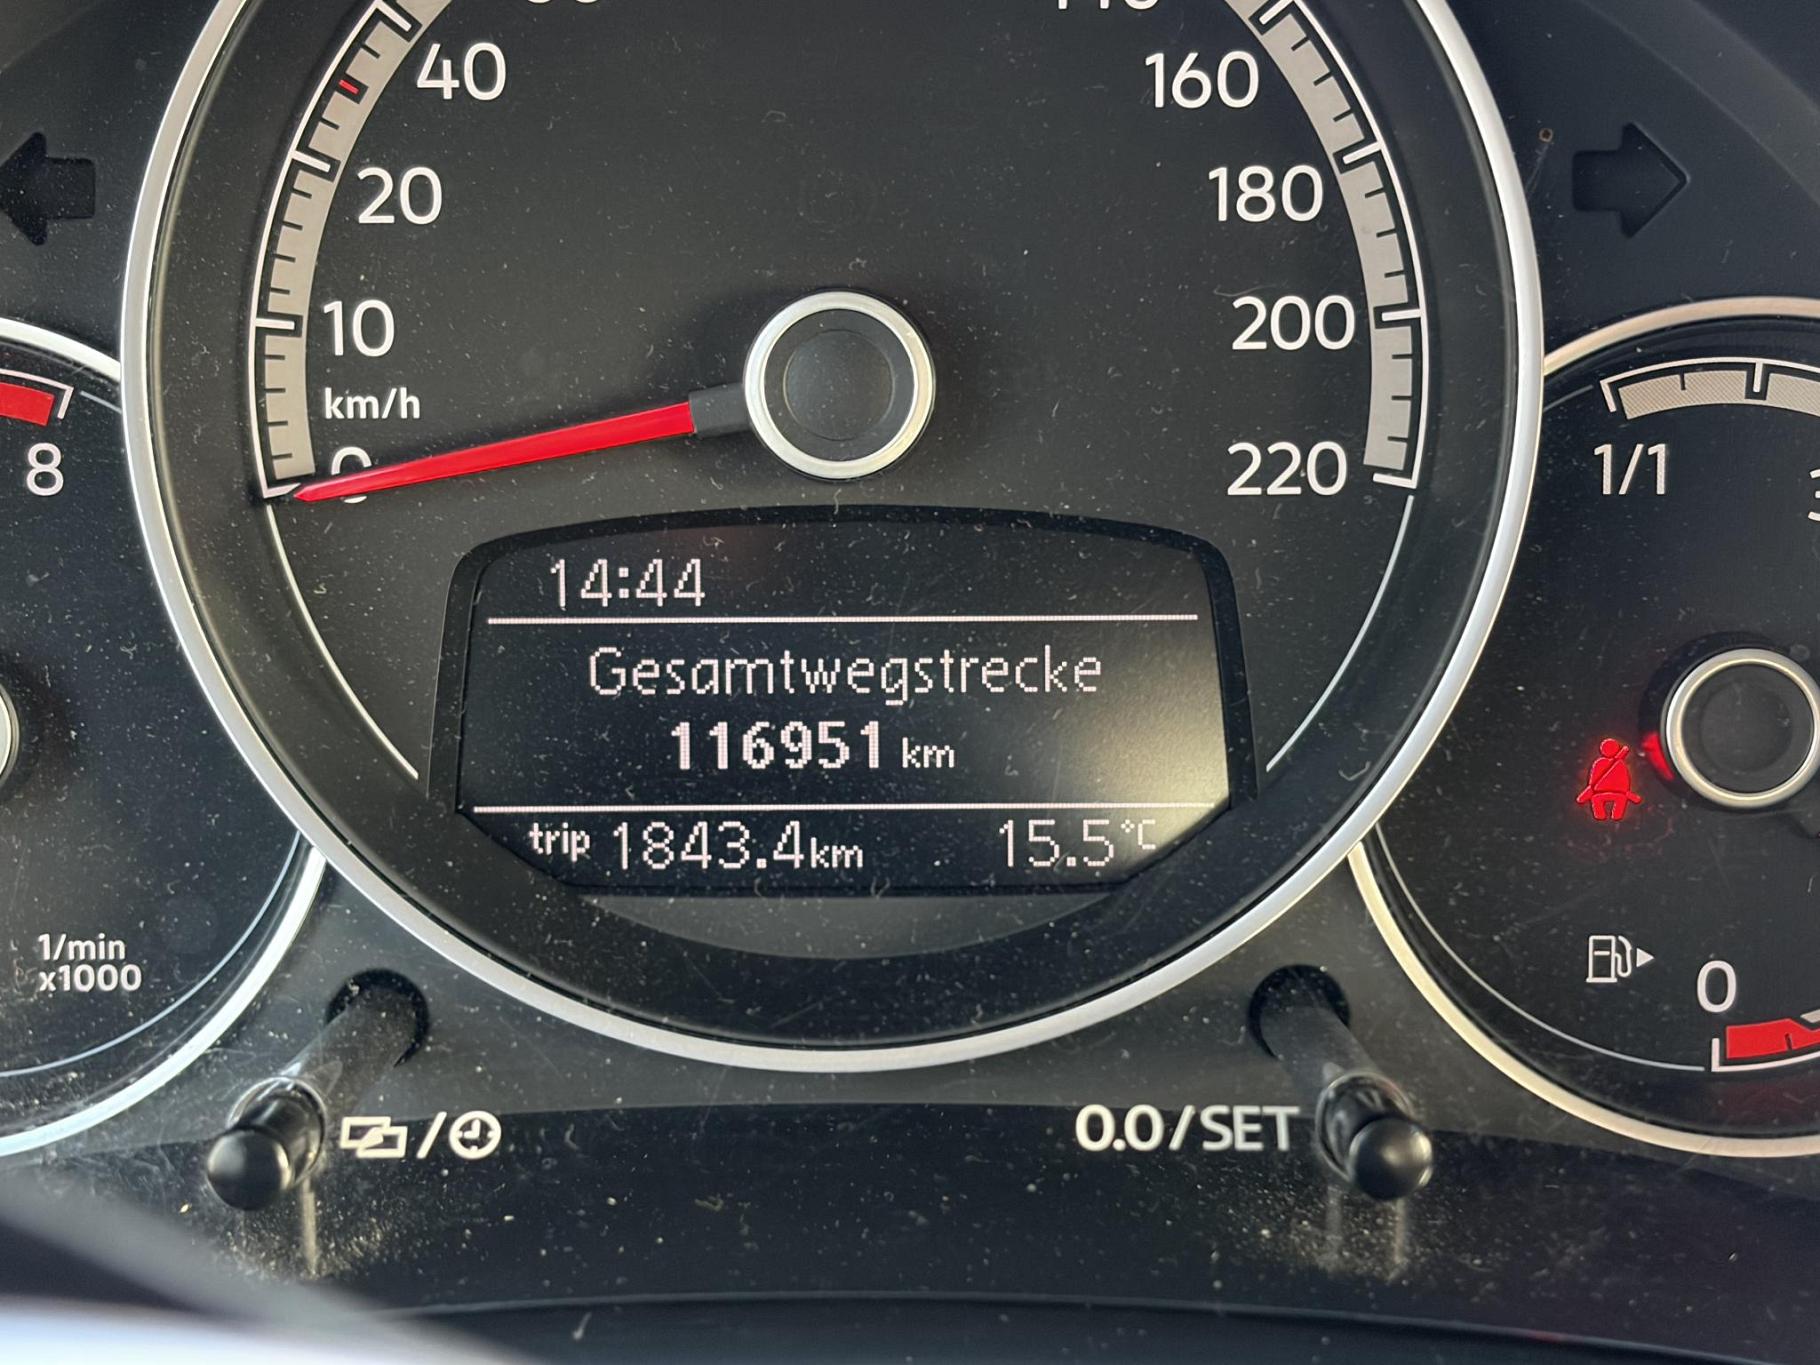 40
20
10
km/h
0
160
180
200
220
8
1/min
x1000
14:44
Gesamtwegstrecke
116951 km
trip 1843.4km 15.5°C
1/1
0
0.0/SET